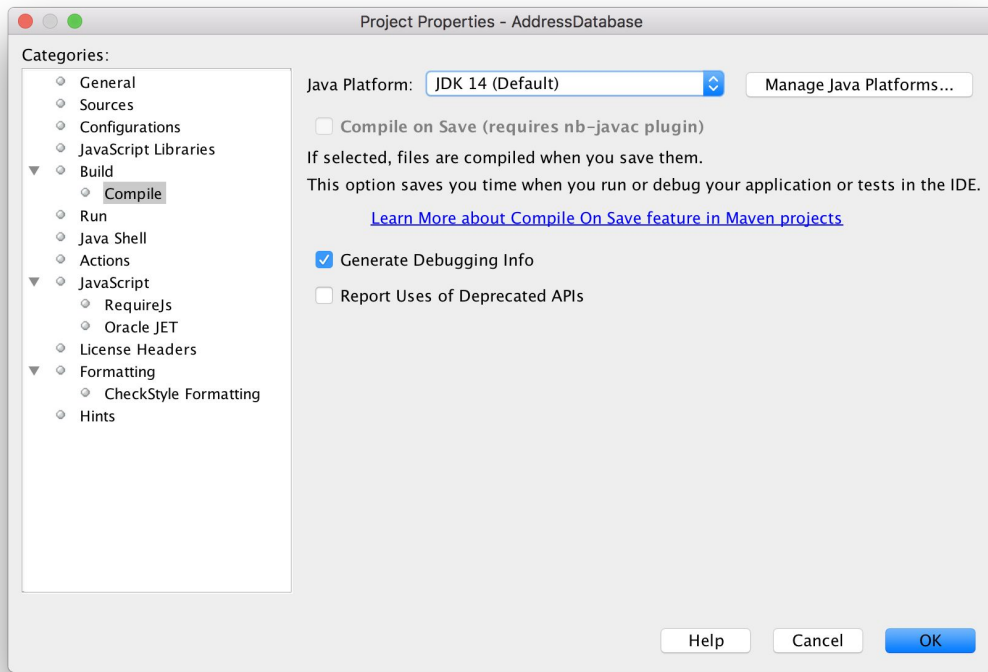 Project Properties - AddressDatabase
Categories:
General
Sources
Configurations
JavaScript Libraries
Build
Compile
Run
Java Shell
Actions
JavaScript
RequireJs
Oracle JET
License Headers
Formatting
CheckStyle Formatting
Hints
Java Platform: JDK 14 (Default) Manage Java Platforms...
Compile on Save (requires nb-javac plugin)
If selected, files are compiled when you save them.
This option saves you time when you run or debug your application or tests in the IDE.
Learn More about Compile On Save feature in Maven projects
Generate Debugging Info
Report Uses of Deprecated APIs
Help Cancel OK